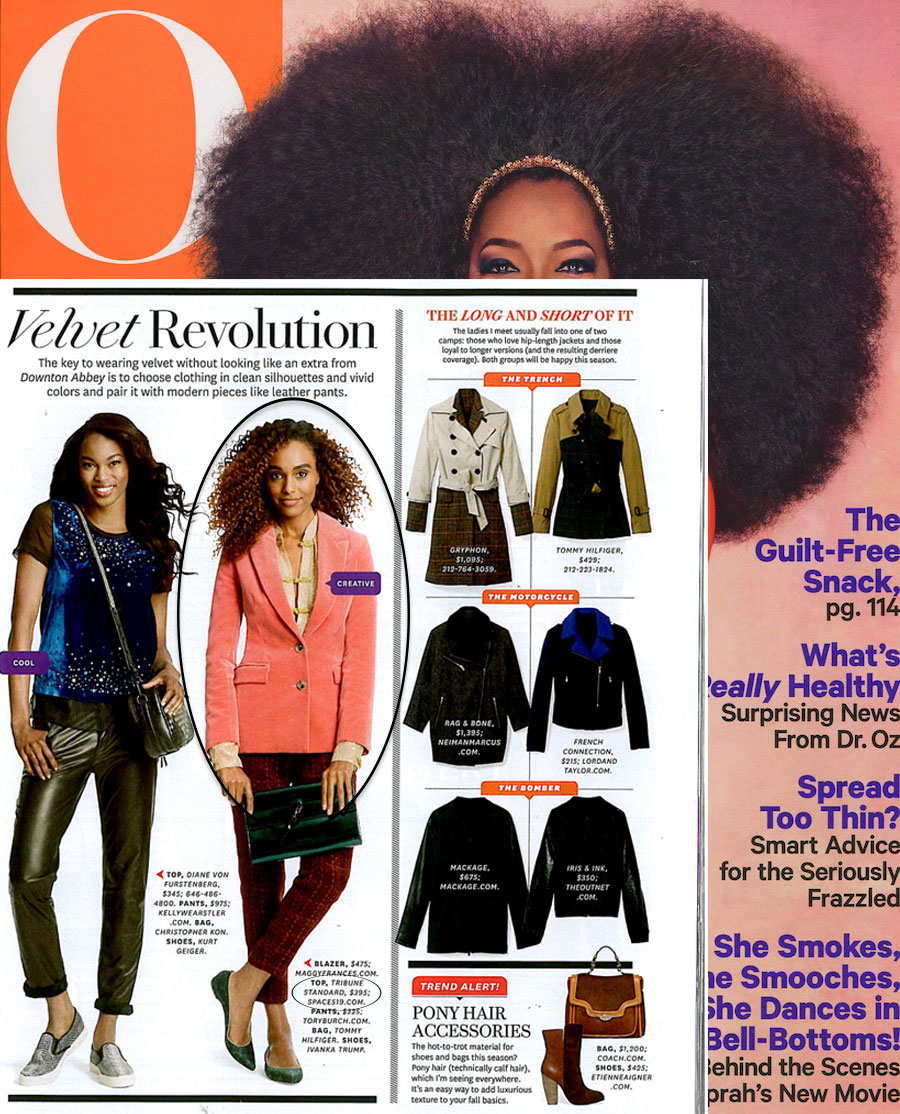 O
Velvet Revolution
The key to wearing velvet without looking like an extra from
Downton Abbey is to choose clothing in clean silhouettes and vivid
colors and pair it with modern pieces like leather pants.
COOL
CREATIVE
TOP, DIANE VON
FURSTENBERG,
$345; 646-486-
4800. PANTS, $975;
KELLYWEARSTLER
.COM. BAG,
CHRISTOPHER KON.
SHOES, KURT
GEIGER.
BLAZER, $475;
MAGGYFRANCES.COM.
TOP, TRIBUNE
STANDARD, $395;
SPACE519.COM.
PANTS, $325;
TORYBURCH.COM.
BAG, TOMMY
HILFIGER. SHOES,
IVANKA TRUMP.
THE LONG AND SHORT OF IT
The ladies I meet usually fall into one of two
camps: those who love hip-length jackets and those
loyal to longer versions (and the resulting derriere
coverage). Both groups will be happy this season.
THE TRENCH
GRYPHON,
$1,095;
212-764-3059.
TOMMY HILFIGER,
$429;
212-223-1824.
THE MOTORCYCLE
RAG & BONE,
$1,395;
NEIMANMARCUS
.COM.
FRENCH
CONNECTION,
$215; LORDAND
TAYLOR.COM.
THE BOMBER
MACKAGE,
$675;
MACKAGE.COM.
IRIS & INK,
$350;
THEOUTNET
.COM.
TREND ALERT!
PONY HAIR
ACCESSORIES
The hot-to-trot material for
shoes and bags this season?
Pony hair (technically calf hair),
which I'm seeing everywhere.
It's an easy way to add luxurious
texture to your fall basics.
BAG, $1,200;
COACH.COM.
SHOES, $425;
ETIENNEAIGNER
.COM.
The
Guilt-Free
Snack,
pg. 114
What's
Really Healthy
Surprising News
From Dr. Oz
Spread
Too Thin?
Smart Advice
for the Seriously
Frazzled
She Smokes,
he Smooches,
She Dances in
Bell-Bottoms!
Behind the Scenes
prah's New Movie